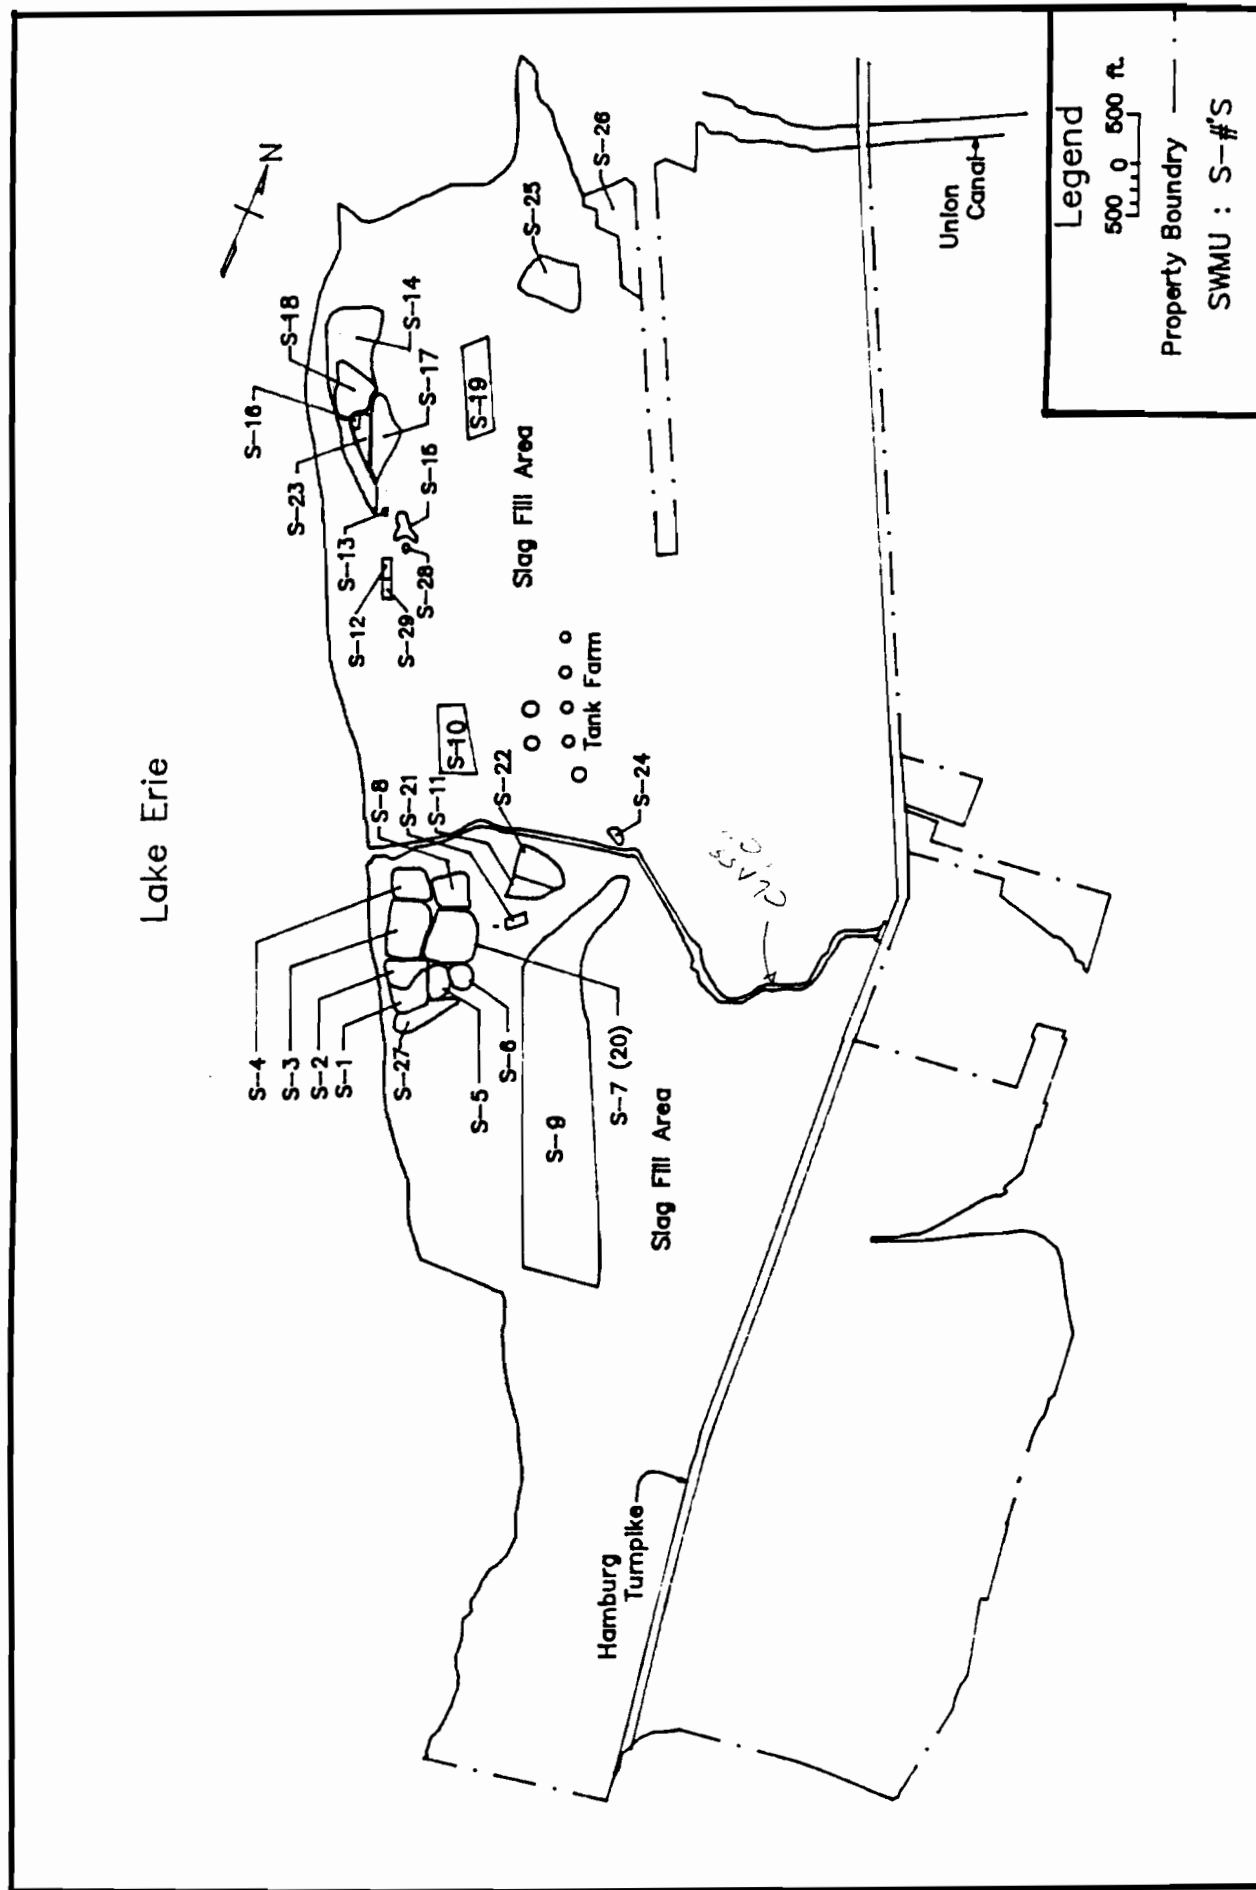 Lake Erie
N
S-4
S-3
S-2
S-1
S-27
S-5
S-6
S-7 (20)
S-8
S-21
S-11
S-22
S-10
S-24
S-9
Slag Fill Area
Tank Farm
S-12
S-29
S-28
S-13
S-15
S-23
S-16
S-17
S-14
S-18
S-19
Slag Fill Area
S-25
S-26
Hamburg
Turnpike
CLASS
Union
Canal
Legend
500 0 500 ft.
Property Boundry
SWMU : S-#'S